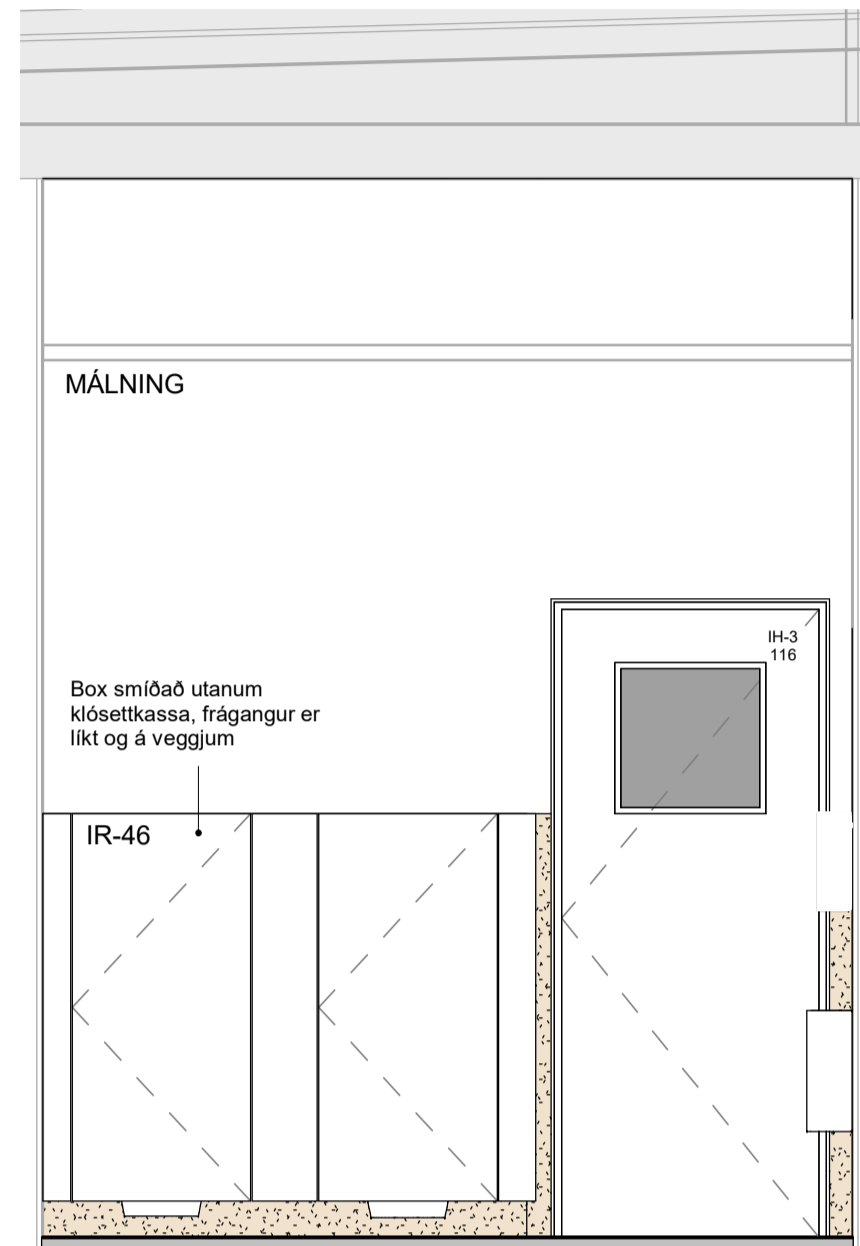 MÁLNING
IH-3
116
Box smíðað utanum
klósettkassa, frágangur er
líkt og á veggjum
IR-46